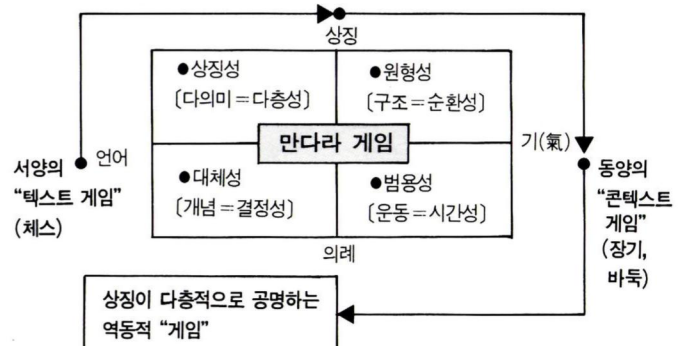 상징
●상징성
〔다의미=다층성〕
●원형성
〔구조=순환성〕
만다라 게임
언어
기(氣)
서양의
“텍스트 게임”
(체스)
●대체성
〔개념=결정성〕
●범용성
〔운동=시간성〕
동양의
“콘텍스트
게임”
(장기,
바둑)
의례
상징이 다층적으로 공명하는
역동적 “게임”